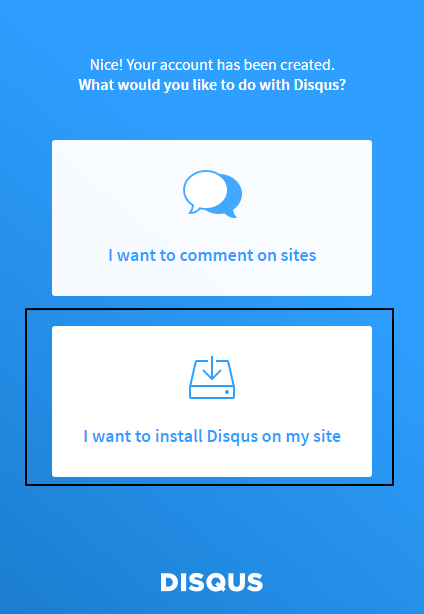 Nice! Your account has been created.
What would you like to do with Disqus?
I want to comment on sites
I want to install Disqus on my site
DISQUS